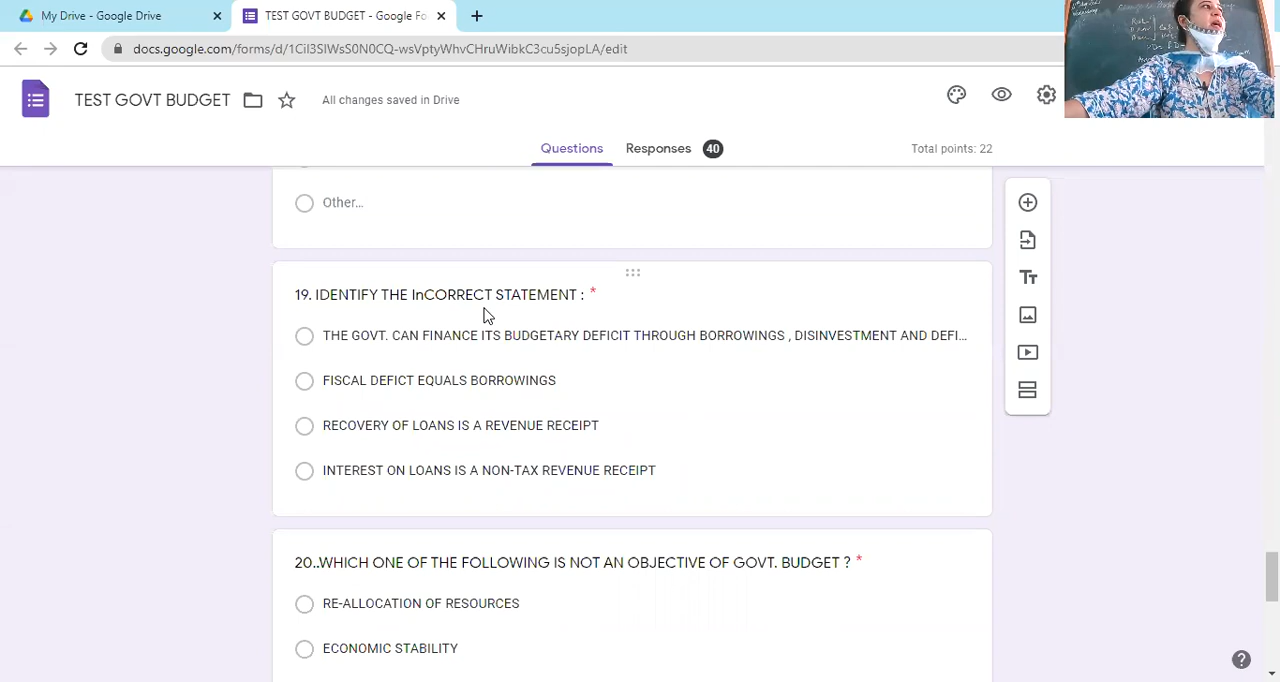 My Drive - Google Drive
TEST GOVT BUDGET - Google Fo
docs.google.com/forms/d/1Cil3SlWsS0N0CQ-wsVptyWhvCHruWibkC3cu5sjopLA/edit
TEST GOVT BUDGET
All changes saved in Drive
Questions
Responses 40
Total points: 22
Other...
19. IDENTIFY THE InCORRECT STATEMENT : *
THE GOVT. CAN FINANCE ITS BUDGETARY DEFICIT THROUGH BORROWINGS , DISINVESTMENT AND DEFI...
FISCAL DEFICT EQUALS BORROWINGS
RECOVERY OF LOANS IS A REVENUE RECEIPT
INTEREST ON LOANS IS A NON-TAX REVENUE RECEIPT
20..WHICH ONE OF THE FOLLOWING IS NOT AN OBJECTIVE OF GOVT. BUDGET ? *
RE-ALLOCATION OF RESOURCES
ECONOMIC STABILITY